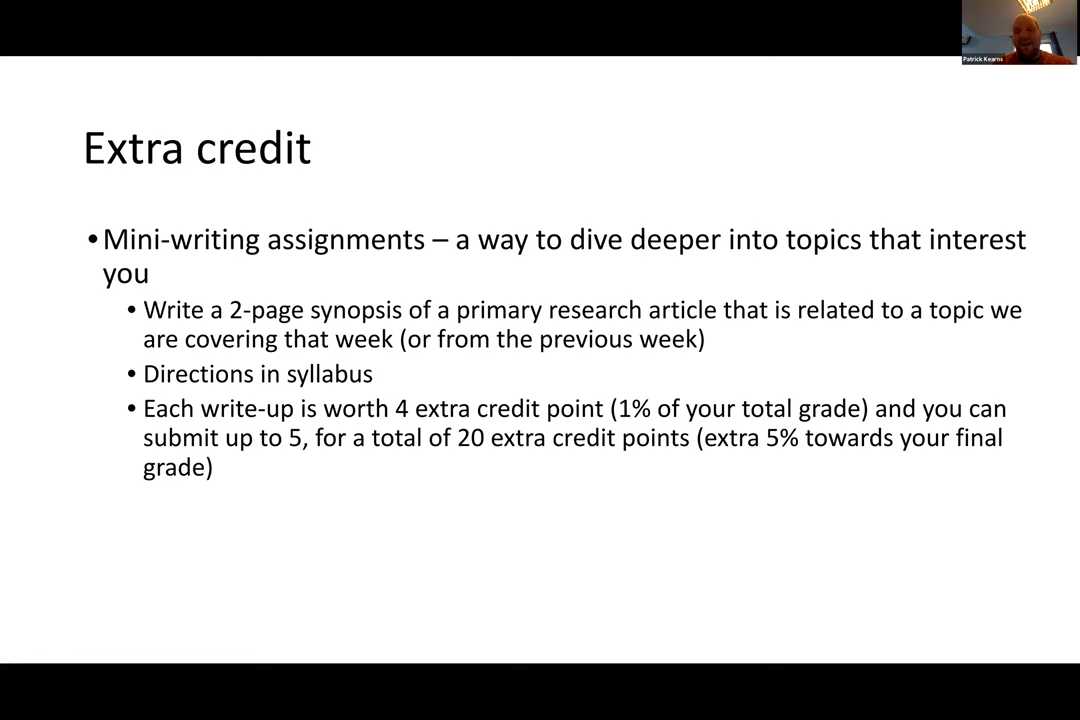 Patrick Kearns
Extra credit
•Mini-writing assignments – a way to dive deeper into topics that interest
you
• Write a 2-page synopsis of a primary research article that is related to a topic we
are covering that week (or from the previous week)
• Directions in syllabus
• Each write-up is worth 4 extra credit point (1% of your total grade) and you can
submit up to 5, for a total of 20 extra credit points (extra 5% towards your final
grade)